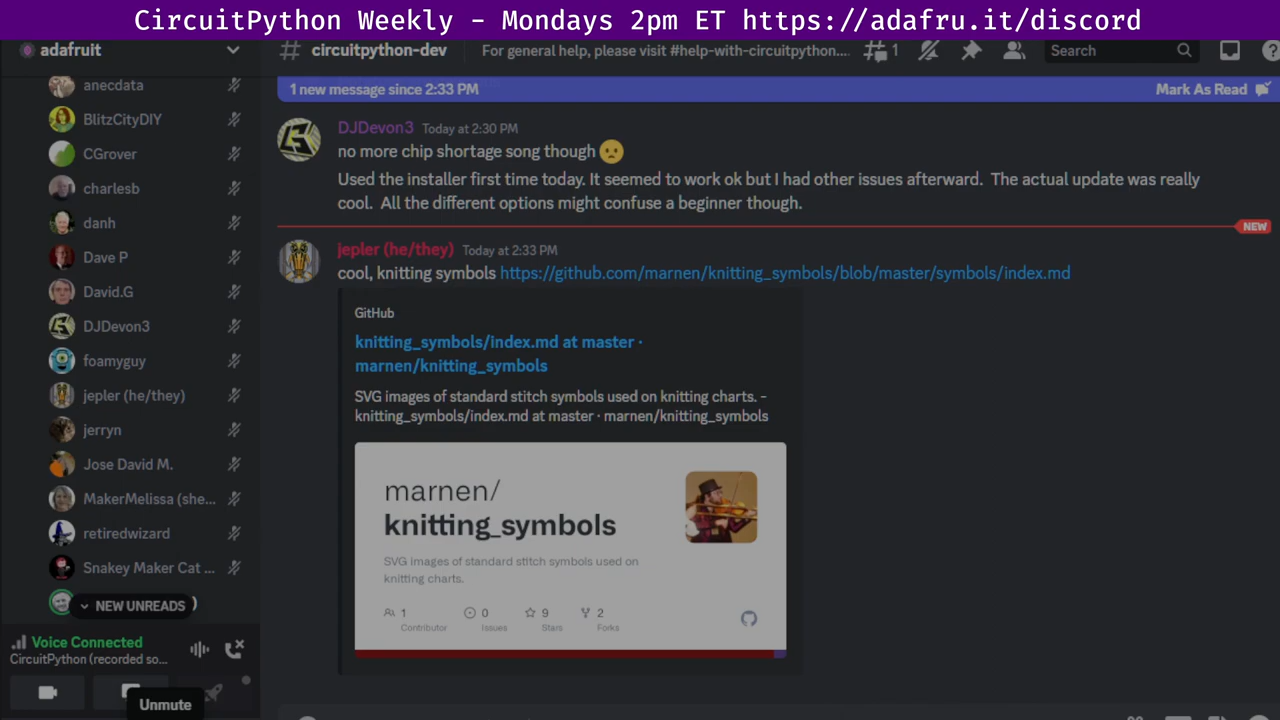 CircuitPython Weekly - Mondays 2pm ET https://adafru.it/discord
adafruit
# circuitpython-dev
For general help, please visit #help-with-circuitpython....
1
Search
anecdata
BlitzCityDIY
CGrover
charlesb
danh
Dave P
David.G
DJDevon3
foamyguy
jepler (he/they)
jerryn
Jose David M.
MakerMelissa (she...
retiredwizard
Snakey Maker Cat ...
NEW UNREADS
)
Voice Connected
CircuitPython (recorded so...
Unmute
1 new message since 2:33 PM
Mark As Read
DJDevon3 Today at 2:30 PM
no more chip shortage song though
Used the installer first time today. It seemed to work ok but I had other issues afterward. The actual update was really
cool. All the different options might confuse a beginner though.
NEW
jepler (he/they) Today at 2:33 PM
cool, knitting symbols https://github.com/marnen/knitting_symbols/blob/master/symbols/index.md
GitHub
knitting_symbols/index.md at master ·
marnen/knitting_symbols
SVG images of standard stitch symbols used on knitting charts. -
knitting_symbols/index.md at master · marnen/knitting_symbols
marnen/
knitting_symbols
SVG images of standard stitch symbols used on
knitting charts.
1 0 9 2
Contributor Issues Stars Forks